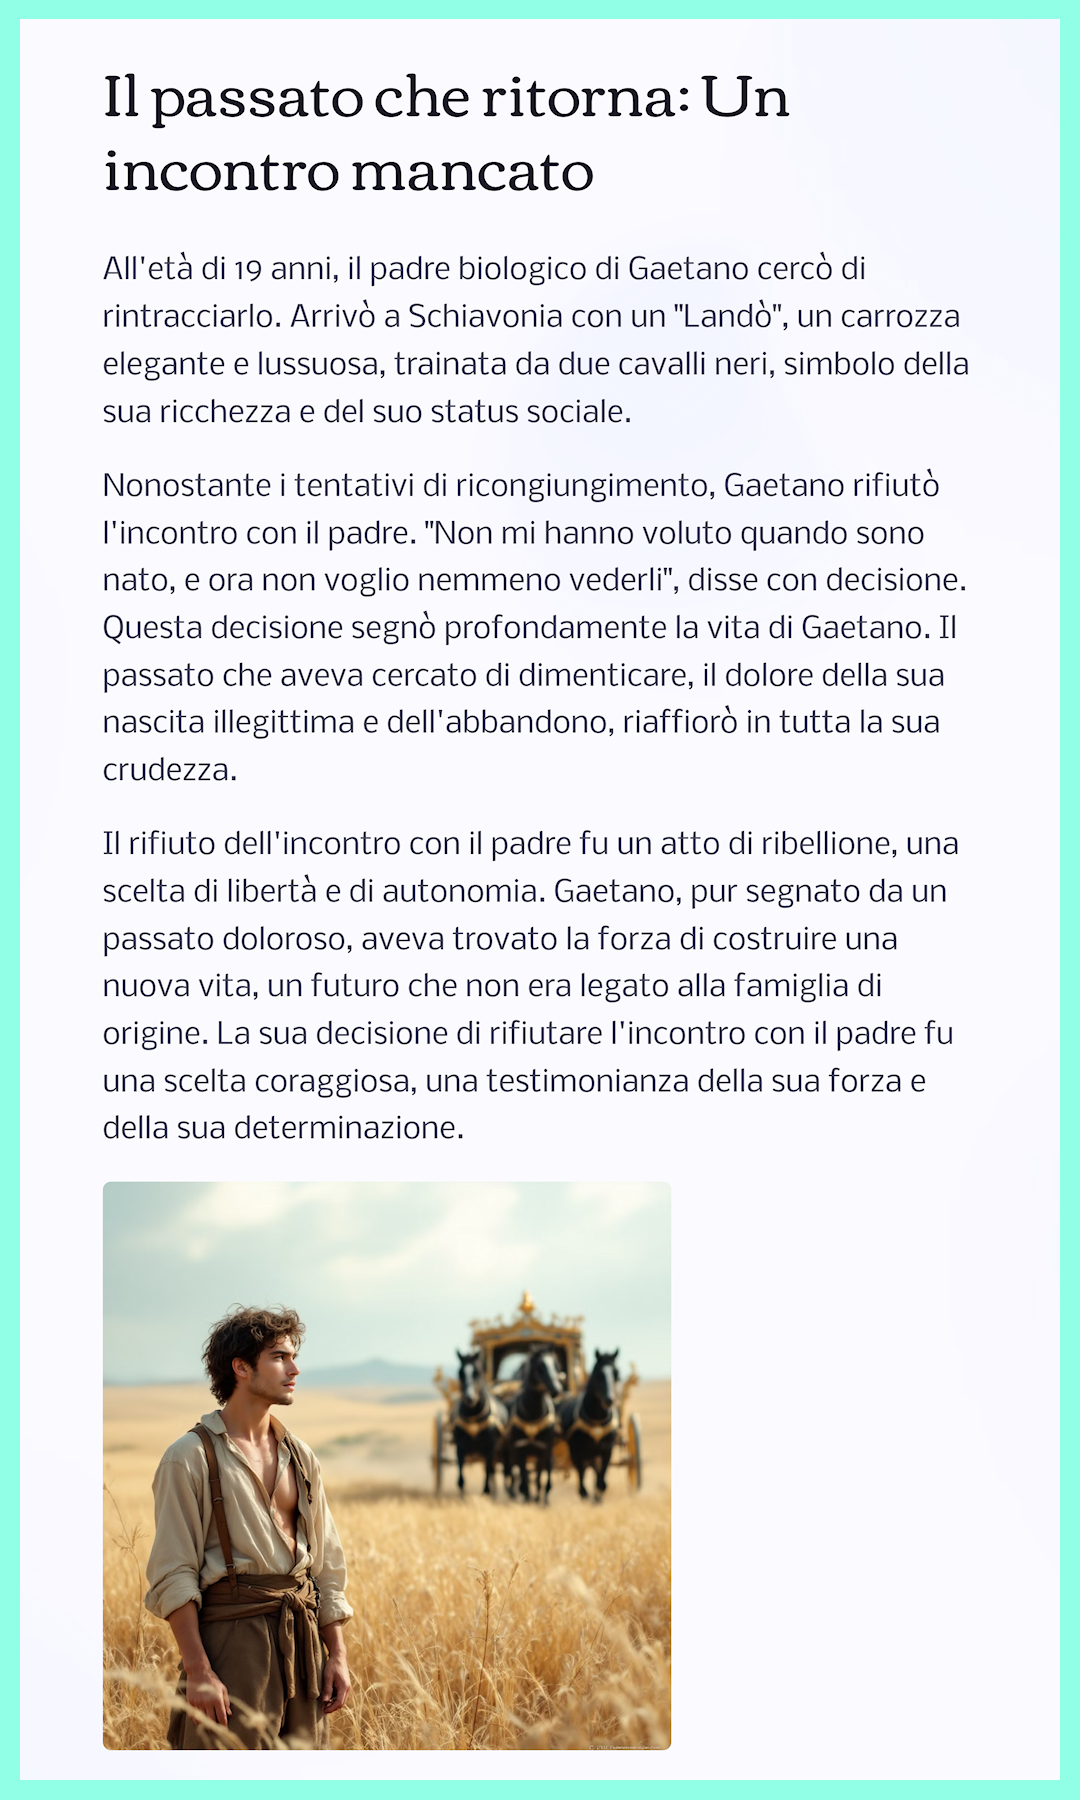 Il passato che ritorna: Un
incontro mancato
All'età di 19 anni, il padre biologico di Gaetano cercò di
rintracciarlo. Arrivò a Schiavonia con un "Landò", un carrozza
elegante e lussuosa, trainata da due cavalli neri, simbolo della
sua ricchezza e del suo status sociale.
Nonostante i tentativi di ricongiungimento, Gaetano rifiutò
l'incontro con il padre. "Non mi hanno voluto quando sono
nato, e ora non voglio nemmeno vederli", disse con decisione.
Questa decisione segnò profondamente la vita di Gaetano. Il
passato che aveva cercato di dimenticare, il dolore della sua
nascita illegittima e dell'abbandono, riaffiorò in tutta la sua
crudezza.
Il rifiuto dell'incontro con il padre fu un atto di ribellione, una
scelta di libertà e di autonomia. Gaetano, pur segnato da un
passato doloroso, aveva trovato la forza di costruire una
nuova vita, un futuro che non era legato alla famiglia di
origine. La sua decisione di rifiutare l'incontro con il padre fu
una scelta coraggiosa, una testimonianza della sua forza e
della sua determinazione.